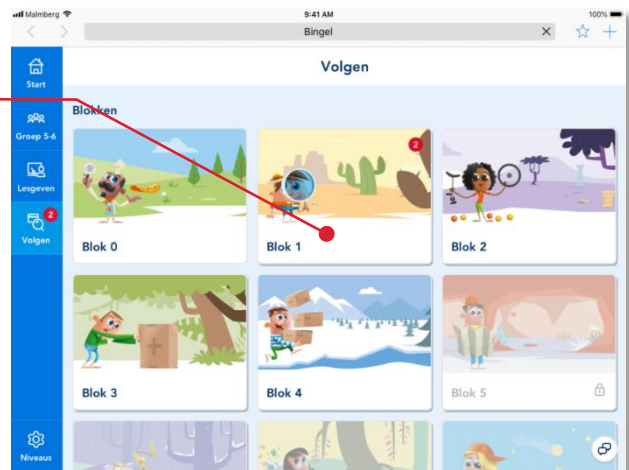 Malmberg 9:41 AM 100%
Bingel
Volgen
Start
Groep 5-6
Lesgeven
2
Volgen
Niveaus
Blokken
Blok 0
2
Blok 1
Blok 2
Blok 3
Blok 4
Blok 5